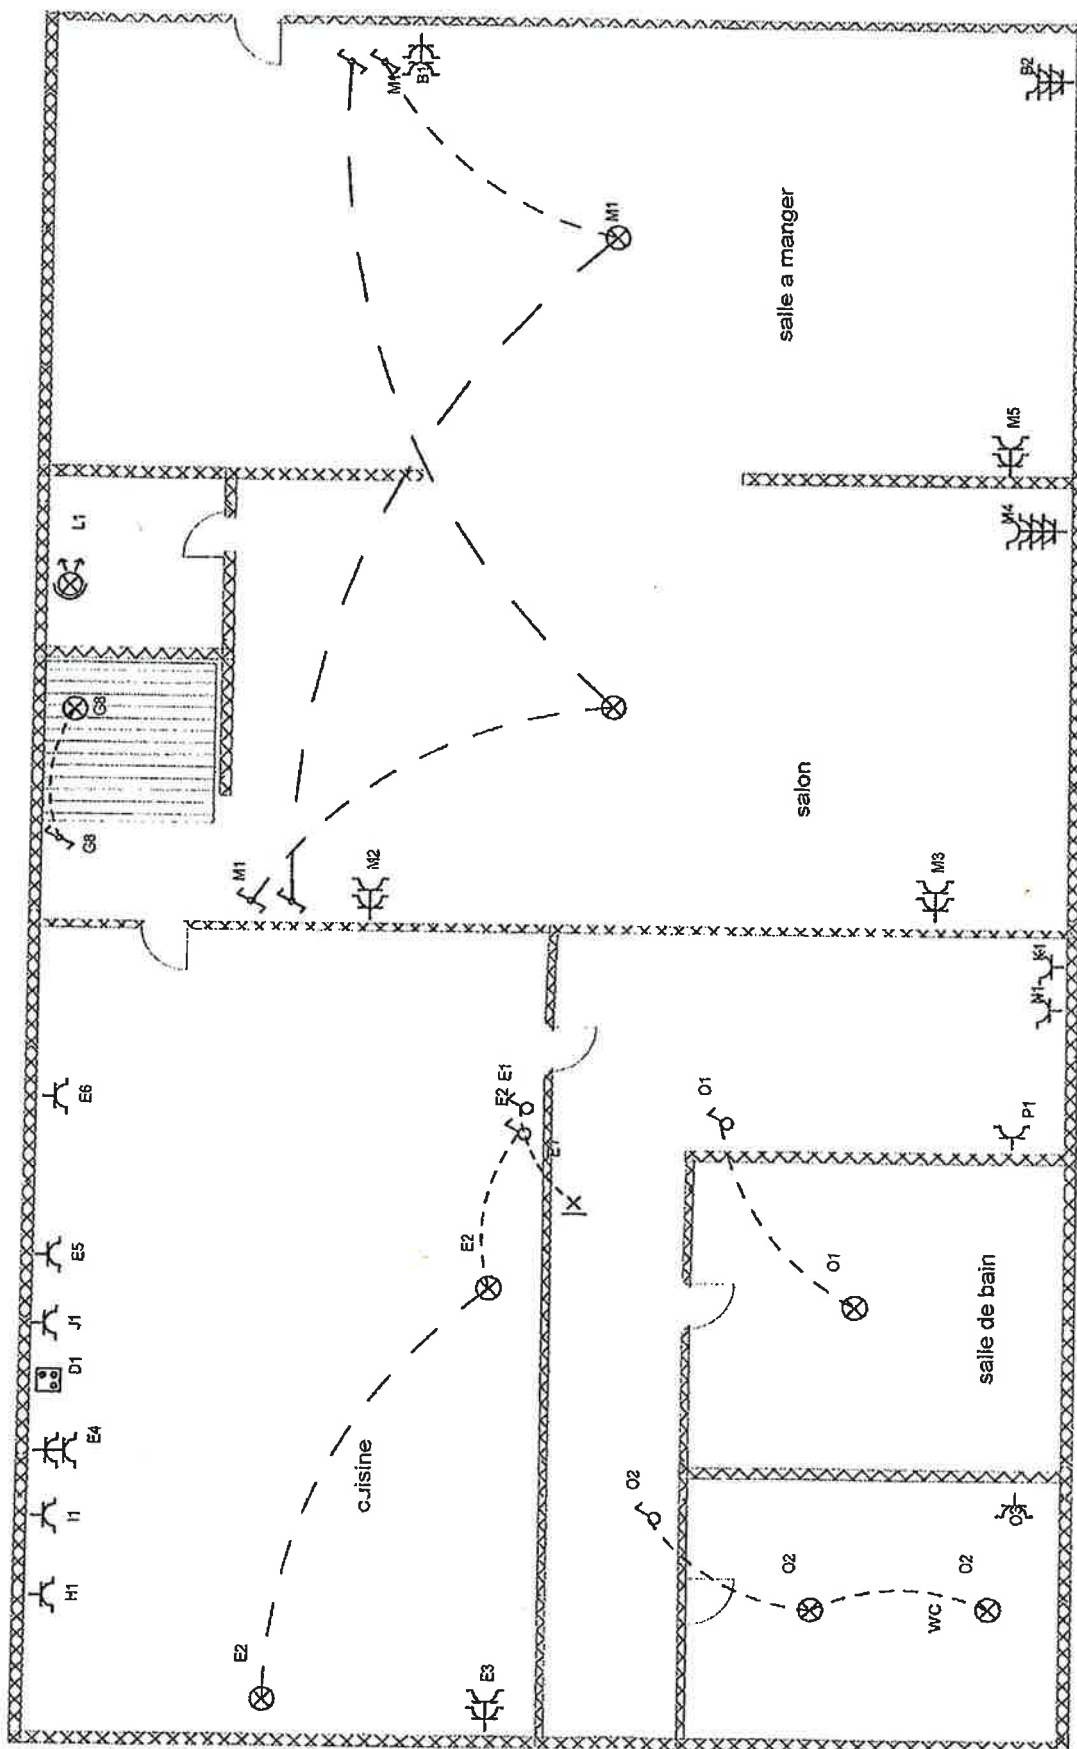 B1
M1
B2
M1
salle a manger
M5
L1
M4
G8
G8
salon
M1
M2
M3
K1
N1
E6
E2 E1
E1
O1
P1
E5
E2
J1
D1
O1
salle de bain
E4
cuisine
I1
O2
O3
H1
O2
O2
WC
E2
E3